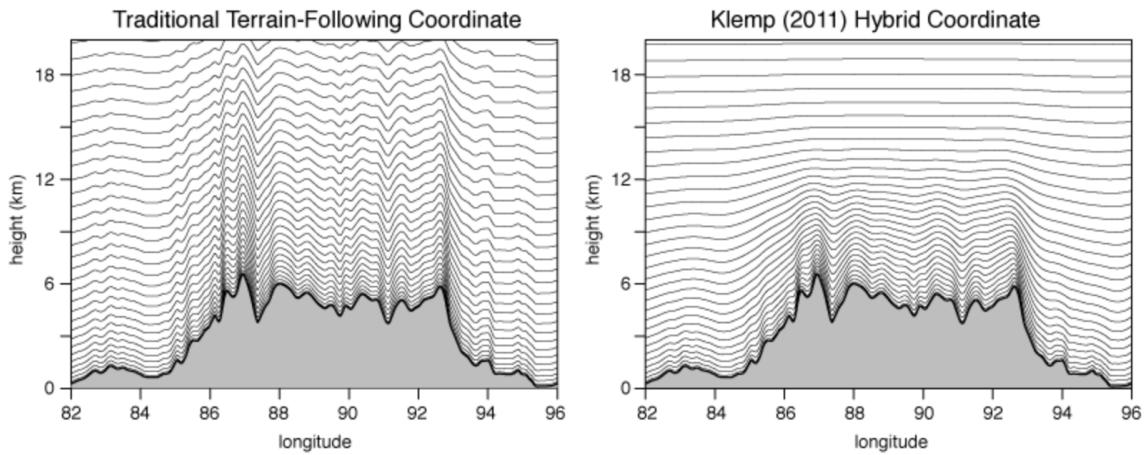 Traditional Terrain-Following Coordinate
height (km)
18
12
6
0
82 84 86 88 90 92 94 96
longitude
Klemp (2011) Hybrid Coordinate
height (km)
18
12
6
0
82 84 86 88 90 92 94 96
longitude